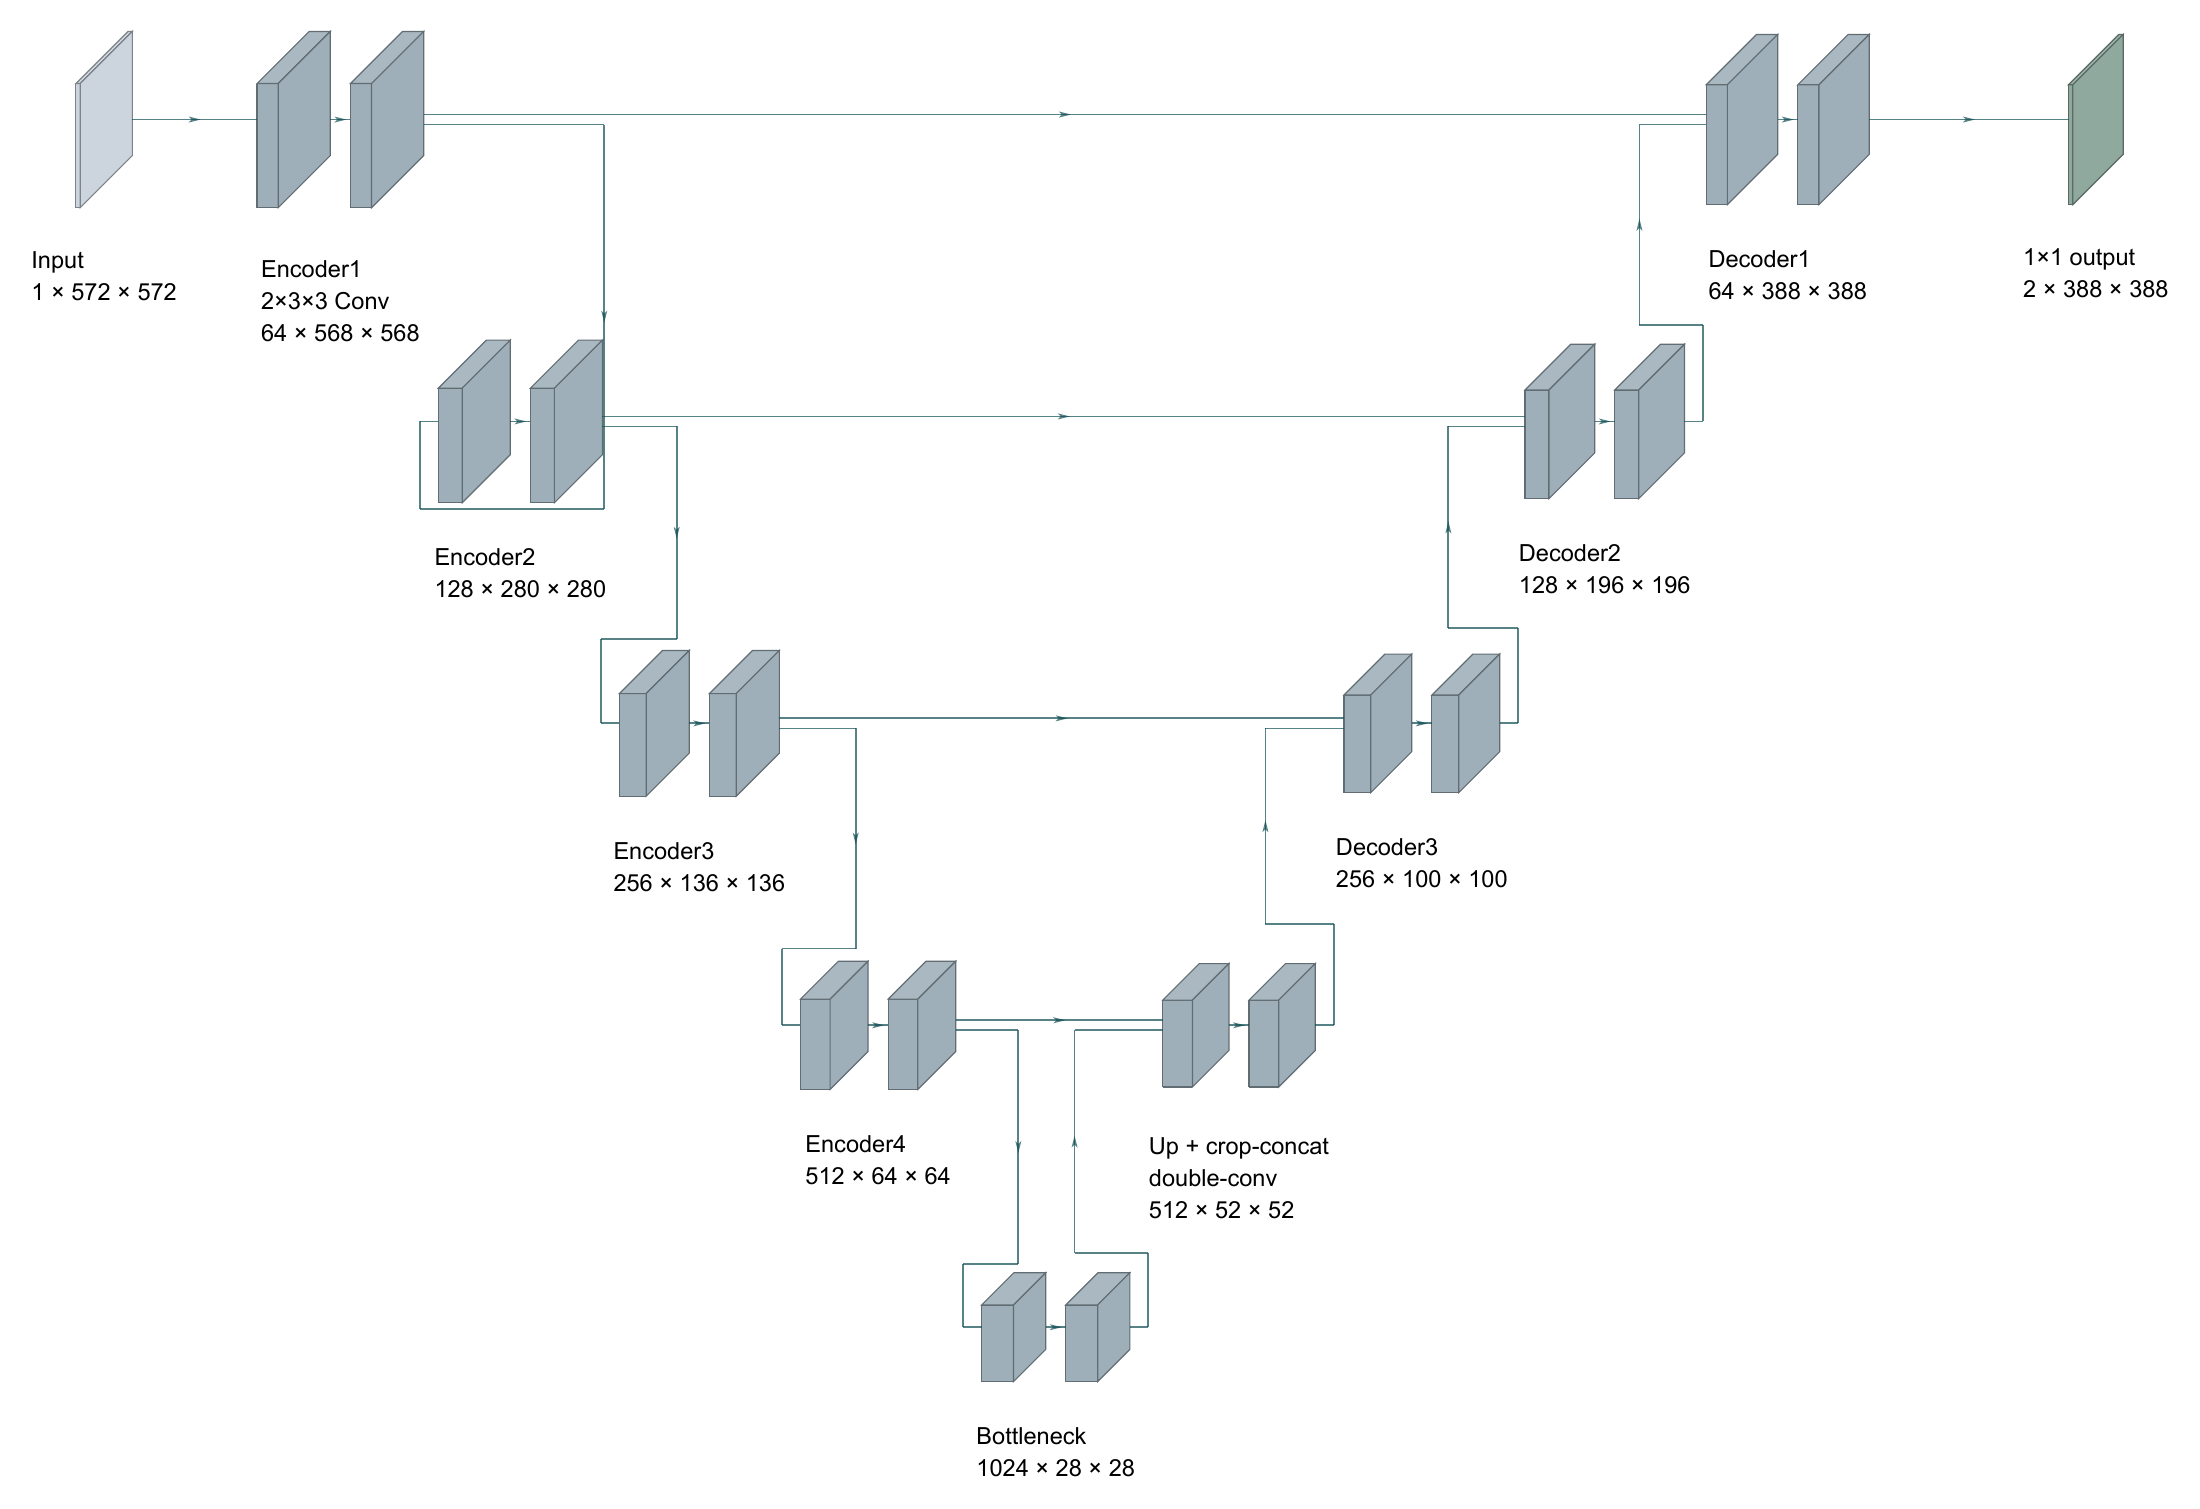 Input
1 × 572 × 572
Encoder1
2×3×3 Conv
64 × 568 × 568
Decoder1
64 × 388 × 388
1×1 output
2 × 388 × 388
Encoder2
128 × 280 × 280
Decoder2
128 × 196 × 196
Encoder3
256 × 136 × 136
Decoder3
256 × 100 × 100
Encoder4
512 × 64 × 64
Up + crop-concat
double-conv
512 × 52 × 52
Bottleneck
1024 × 28 × 28